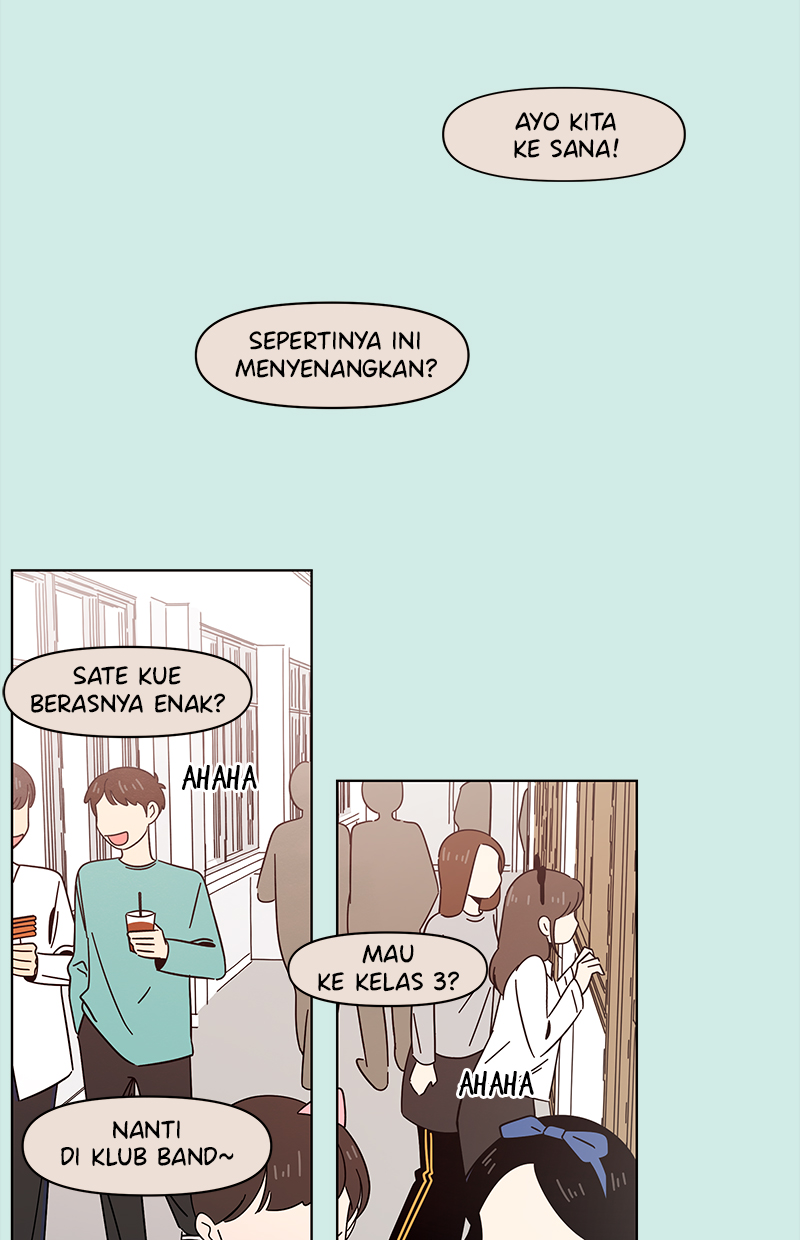 AYO KITA
KE SANA!
SEPERTINYA INI
MENYENANGKAN?
SATE KUE
BERASNYA ENAK?
AHAHA
MAU
KE KELAS 3?
AHAHA
NANTI
DI KLUB BAND~